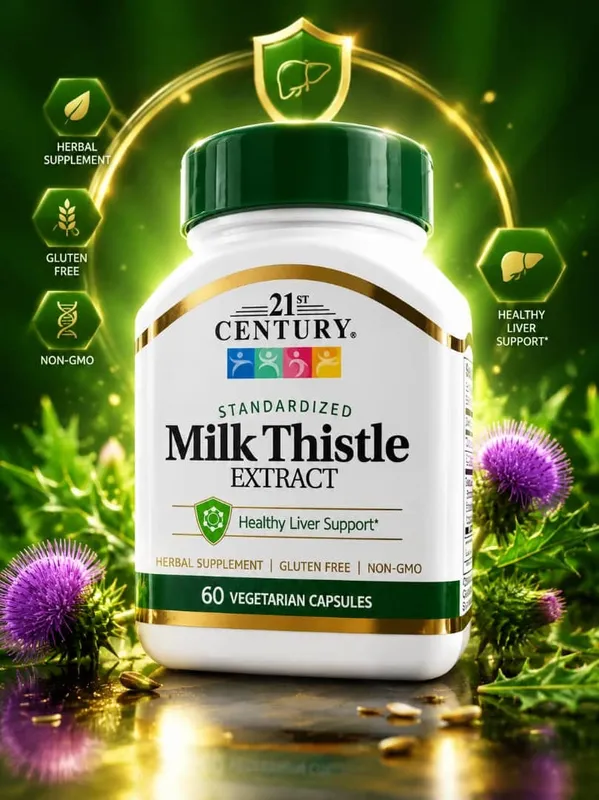 HERBAL
SUPPLEMENT
GLUTEN
FREE
NON-GMO
HEALTHY
LIVER
SUPPORT*
21ST
CENTURY®
STANDARDIZED
Milk Thistle
EXTRACT
Healthy Liver Support*
HERBAL SUPPLEMENT | GLUTEN FREE | NON-GMO
60 VEGETARIAN CAPSULES